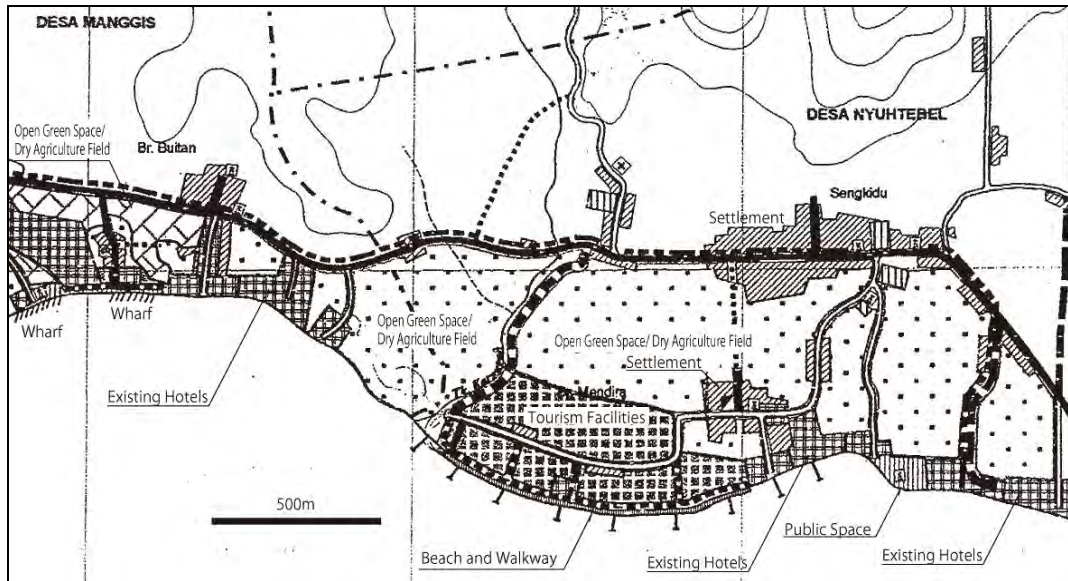 DESA MANGGIS
DESA NYUHTEBEL
Open Green Space/
Dry Agriculture Field
Br. Buitan
Sengkidu
Settlement
Wharf
Wharf
Open Green Space/
Dry Agriculture Field
Open Green Space/ Dry Agriculture Field
Settlement
Mendira
Existing Hotels
Tourism Facilities
500m
Public Space
Beach and Walkway
Existing Hotels
Existing Hotels